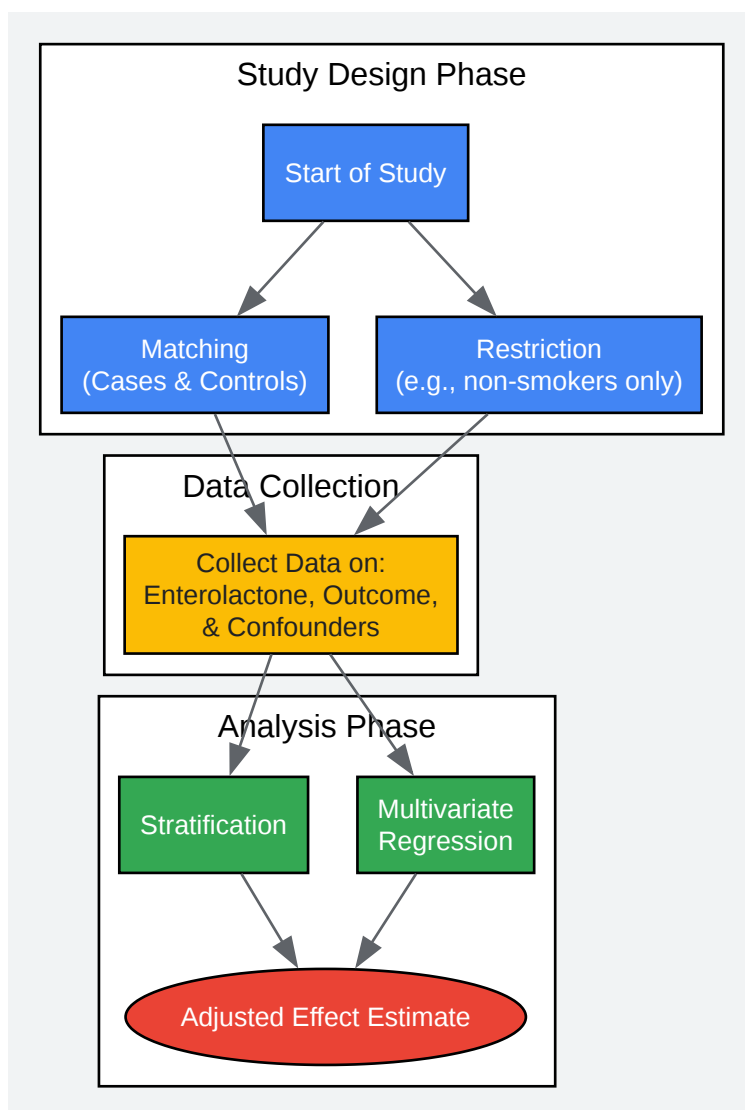 Study Design Phase
Start of Study
Matching
(Cases & Controls)
Restriction
(e.g., non-smokers only)
Data Collection
Collect Data on:
Enterolactone, Outcome,
& Confounders
Analysis Phase
Stratification
Multivariate
Regression
Adjusted Effect Estimate